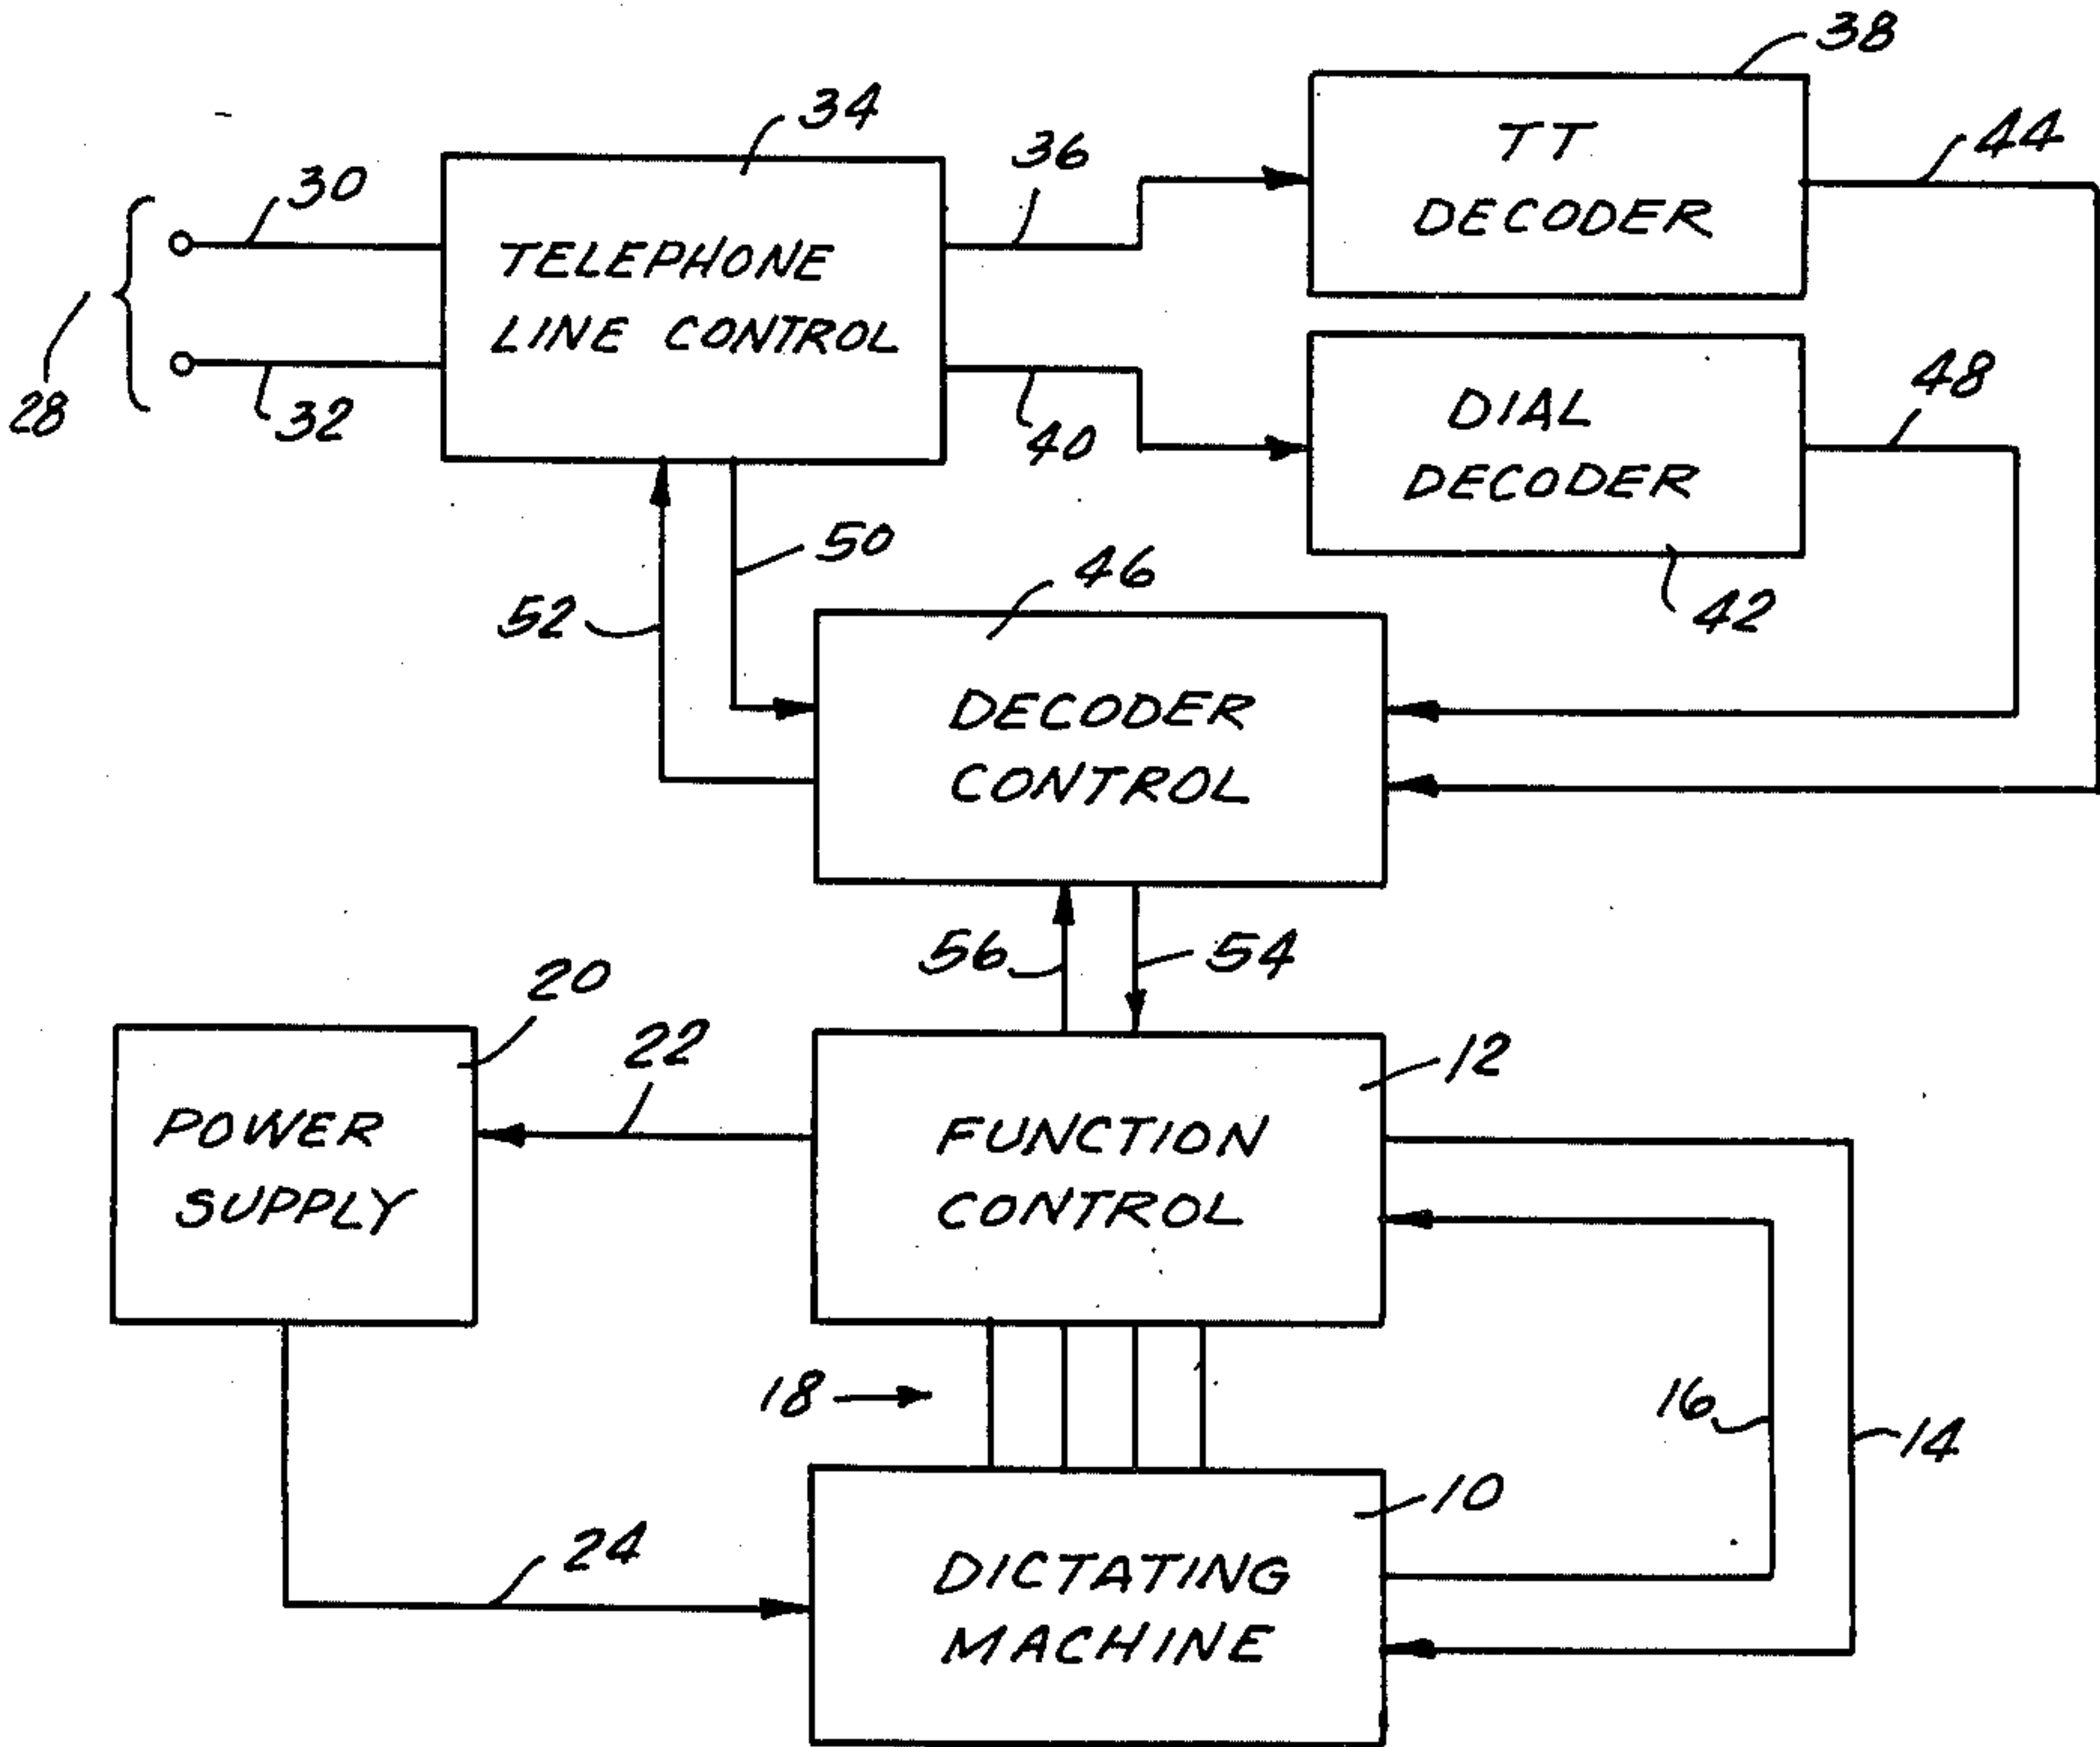 38
34
TT
DECODER
44
36
30
TELEPHONE
LINE CONTROL
28
32
40
DIAL
DECODER
48
50
46
42
52
DECODER
CONTROL
56
54
20
22
12
POWER
SUPPLY
FUNCTION
CONTROL
18
16
14
10
24
DICTATING
MACHINE